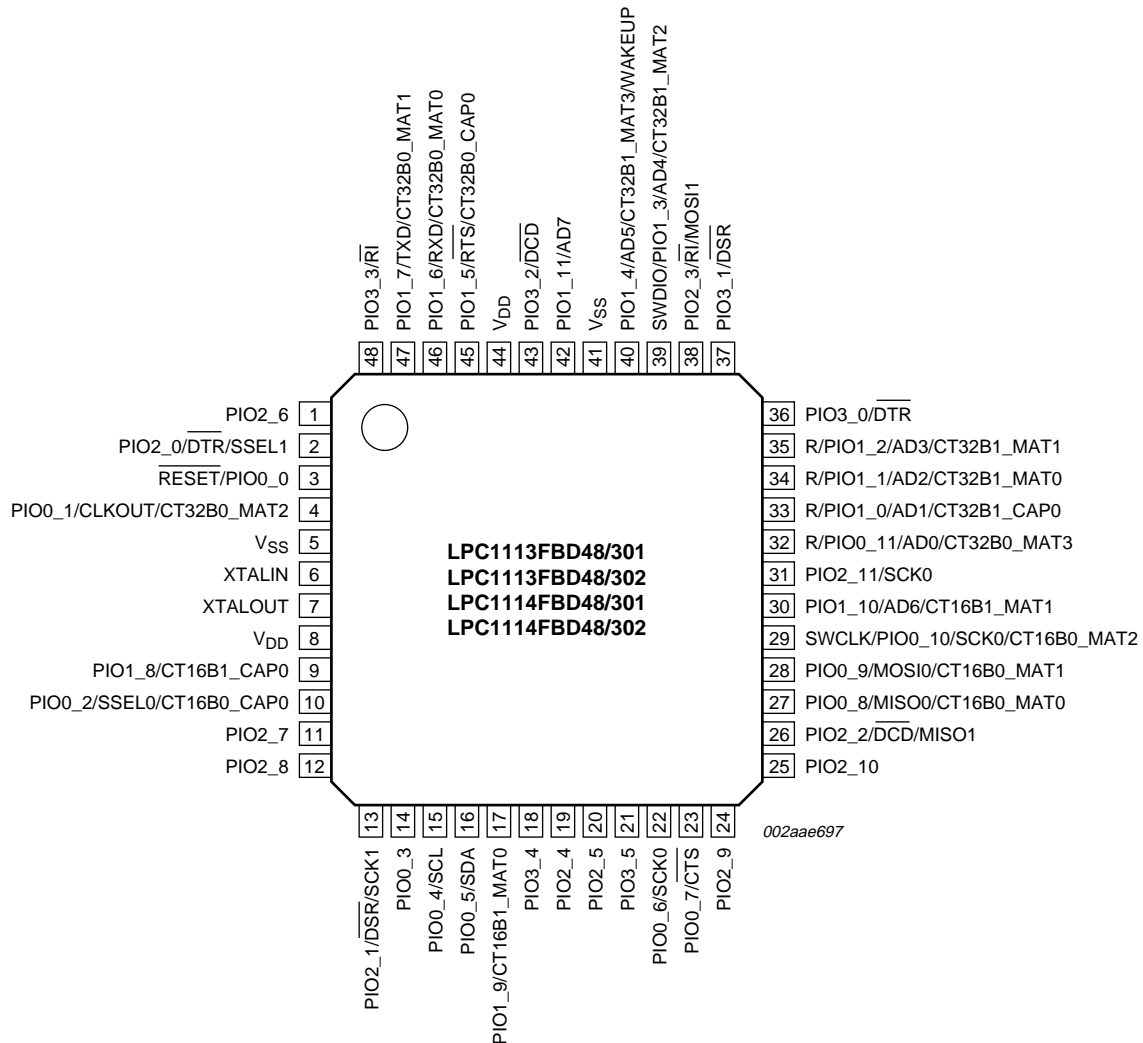 PIO3_3/RI
PIO1_7/TXD/CT32B0_MAT1
PIO1_6/RXD/CT32B0_MAT0
PIO1_5/RTS/CT32B0_CAP0
VDD
PIO3_2/DCD
PIO1_11/AD7
VSS
PIO1_4/AD5/CT32B1_MAT3/WAKEUP
SWDIO/PIO1_3/AD4/CT32B1_MAT2
PIO2_3/RI/MOSI1
PIO3_1/DSR
48 47 46 45 44 43 42 41 40 39 38 37
PIO2_6 1
PIO2_0/DTR/SSEL1 2
RESET/PIO0_0 3
PIO0_1/CLKOUT/CT32B0_MAT2 4
VSS 5
XTALIN 6
XTALOUT 7
VDD 8
PIO1_8/CT16B1_CAP0 9
PIO0_2/SSEL0/CT16B0_CAP0 10
PIO2_7 11
PIO2_8 12
LPC1113FBD48/301
LPC1113FBD48/302
LPC1114FBD48/301
LPC1114FBD48/302
36 PIO3_0/DTR
35 R/PIO1_2/AD3/CT32B1_MAT1
34 R/PIO1_1/AD2/CT32B1_MAT0
33 R/PIO1_0/AD1/CT32B1_CAP0
32 R/PIO0_11/AD0/CT32B0_MAT3
31 PIO2_11/SCK0
30 PIO1_10/AD6/CT16B1_MAT1
29 SWCLK/PIO0_10/SCK0/CT16B0_MAT2
28 PIO0_9/MOSI0/CT16B0_MAT1
27 PIO0_8/MISO0/CT16B0_MAT0
26 PIO2_2/DCD/MISO1
25 PIO2_10
13 14 15 16 17 18 19 20 21 22 23 24
PIO2_1/DSR/SCK1
PIO0_3
PIO0_4/SCL
PIO0_5/SDA
PIO1_9/CT16B1_MAT0
PIO3_4
PIO2_4
PIO2_5
PIO3_5
PIO0_6/SCK0
PIO0_7/CTS
PIO2_9
002aae697